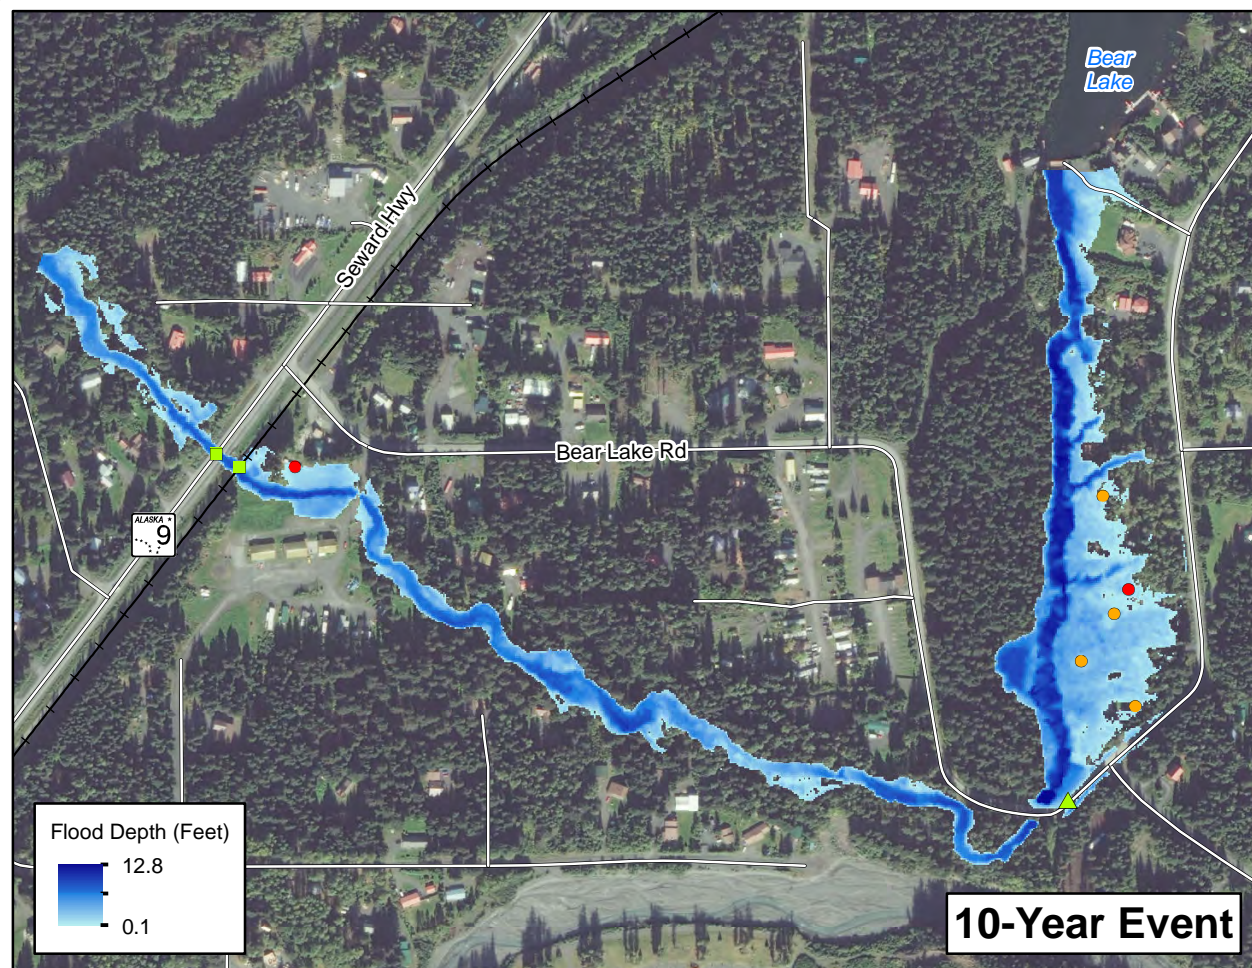 Bear
Lake
Seward Hwy
Bear Lake Rd
ALASKA
9
Flood Depth (Feet)
12.8
0.1
10-Year Event